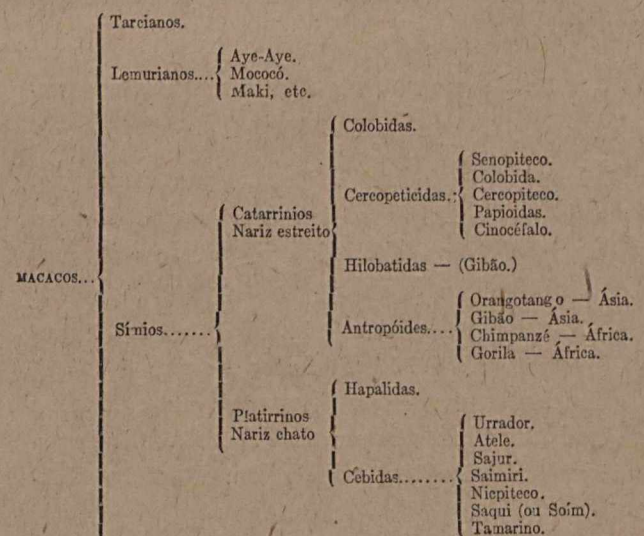 Tarcianos.
Lemurianos....
Aye-Aye.
Mococó.
Maki, etc.
MACACOS...
Símios.......
Catarrinios
Nariz estreito
Colobidas.
Cercopeticidas.:
Senopiteco.
Colobida.
Cercopiteco.
Papioidas.
Cinocéfalo.
Hilobatidas — (Gibão.)
Antropóides....
Orangotango — Ásia.
Gibão — Ásia.
Chimpanzé — África.
Gorila — África.
Platirrinos
Nariz chato
Hapalidas.
Cebidas........
Urrador.
Atele.
Sajur.
Saimiri.
Nicpiteco.
Saqui (ou Soím).
Tamarino.